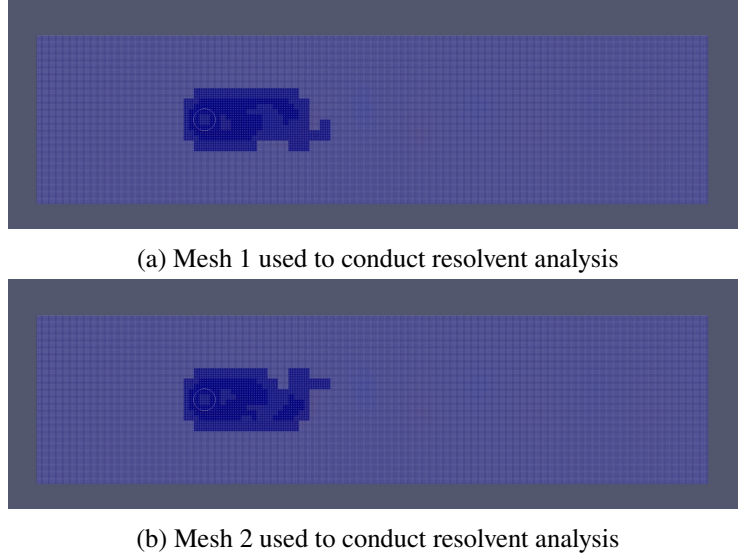 (a) Mesh 1 used to conduct resolvent analysis
(b) Mesh 2 used to conduct resolvent analysis